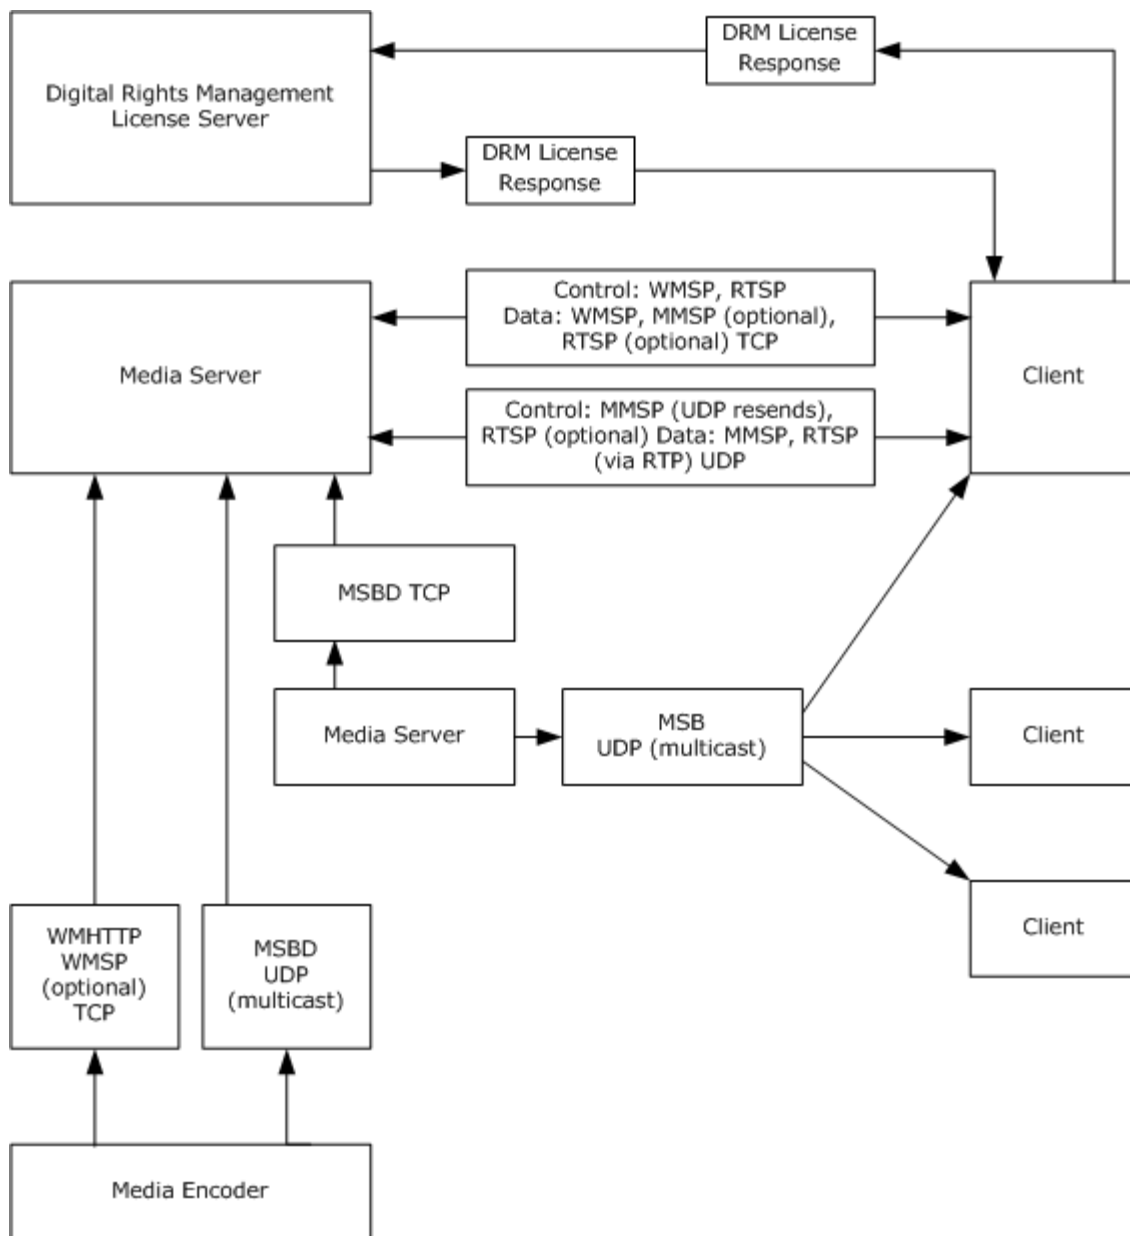 DRM License
Response
Digital Rights Management
License Server
DRM License
Response
Control: WMSP, RTSP
Data: WMSP, MMSP (optional),
RTSP (optional) TCP
Media Server
Client
Control: MMSP (UDP resends),
RTSP (optional) Data: MMSP, RTSP
(via RTP) UDP
MSBD TCP
Media Server
MSB
UDP (multicast)
Client
Client
WMHTTP
WMSP
(optional)
TCP
MSBD
UDP
(multicast)
Media Encoder